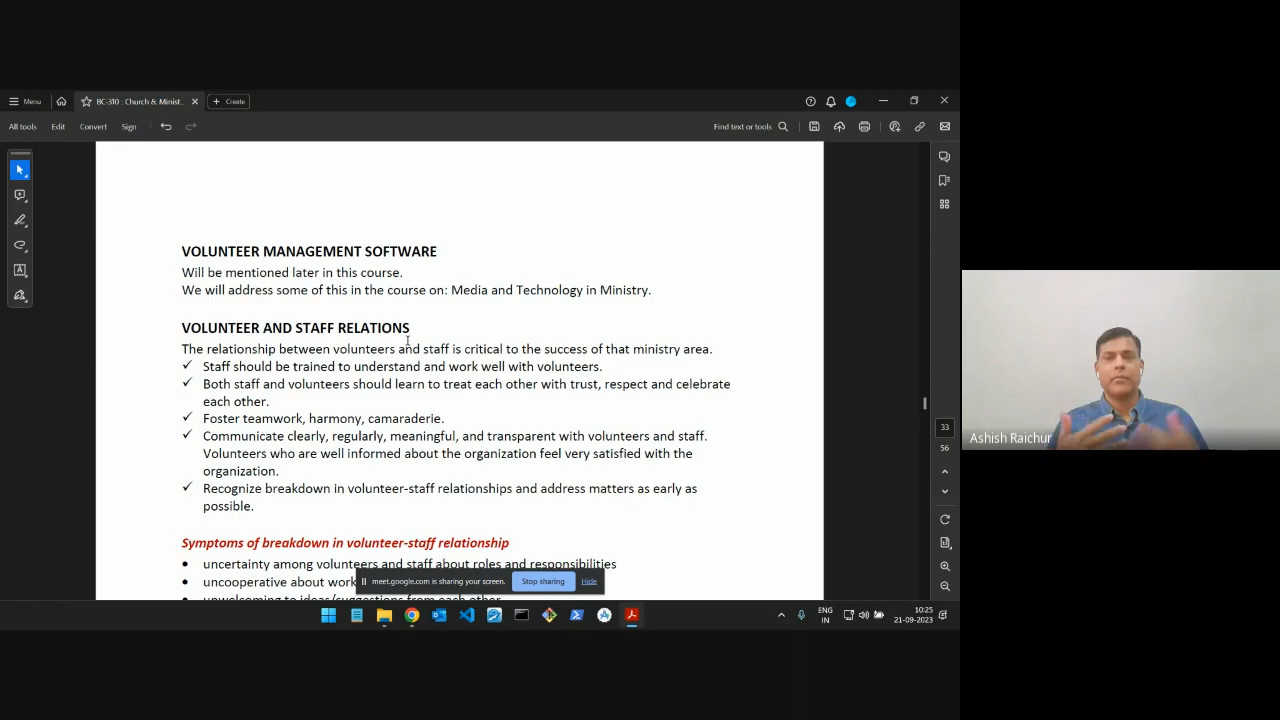 Menu
BC-310 : Church & Minist...
Create
All tools
Edit
Convert
Sign
Find text or tools
VOLUNTEER MANAGEMENT SOFTWARE
Will be mentioned later in this course.
We will address some of this in the course on: Media and Technology in Ministry.
VOLUNTEER AND STAFF RELATIONS
The relationship between volunteers and staff is critical to the success of that ministry area.
✓ Staff should be trained to understand and work well with volunteers.
✓ Both staff and volunteers should learn to treat each other with trust, respect and celebrate
each other.
✓ Foster teamwork, harmony, camaraderie.
✓ Communicate clearly, regularly, meaningful, and transparent with volunteers and staff.
Volunteers who are well informed about the organization feel very satisfied with the
organization.
✓ Recognize breakdown in volunteer-staff relationships and address matters as early as
possible.
Symptoms of breakdown in volunteer-staff relationship
• uncertainty among volunteers and staff about roles and responsibilities
• uncooperative about work
unwelcoming to ideas/suggestions from each other
meet.google.com is sharing your screen.
Stop sharing
Hide
33
56
ENG
IN
10:25
21-09-2023
Ashish Raichur